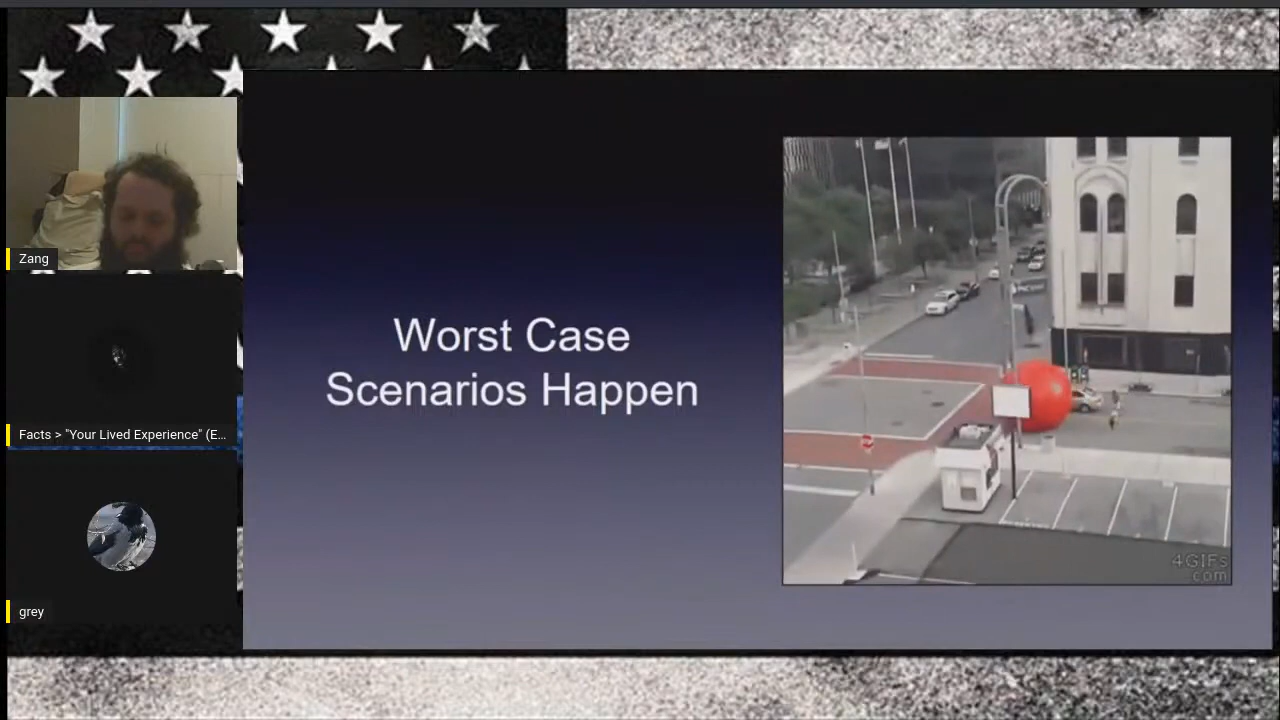 Zang
Worst Case
Scenarios Happen
Facts > "Your Lived Experience" (E...
4GIFs
com
grey